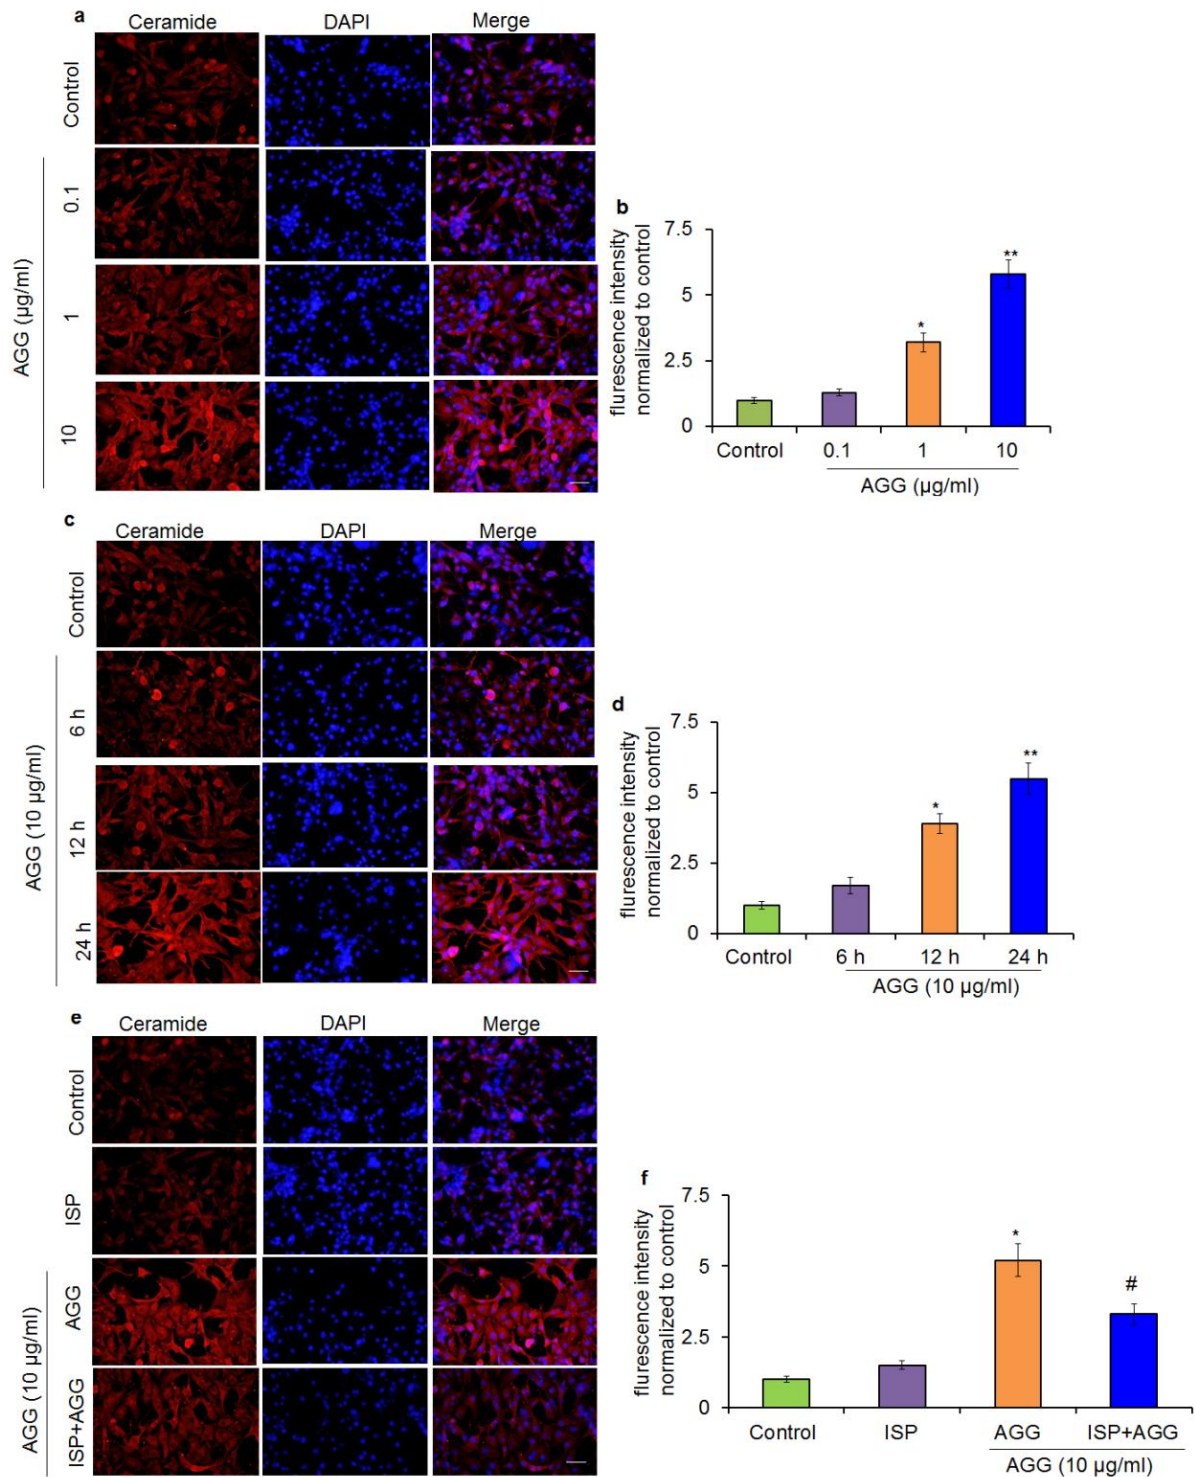 a
Ceramide DAPI Merge
Control
AGG (µg/ml)
0.1
1
10
b
flurescence intensity
normalized to control
7.5
5
2.5
0
*
**
Control 0.1 1 10
AGG (µg/ml)
c
Ceramide DAPI Merge
Control
AGG (10 µg/ml)
6 h
12 h
24 h
d
flurescence intensity
normalized to control
7.5
5
2.5
0
*
**
Control 6 h 12 h 24 h
AGG (10 µg/ml)
e
Ceramide DAPI Merge
Control
ISP
AGG (10 µg/ml)
AGG
ISP+AGG
f
flurescence intensity
normalized to control
7.5
5
2.5
0
*
#
Control ISP AGG ISP+AGG
AGG (10 µg/ml)